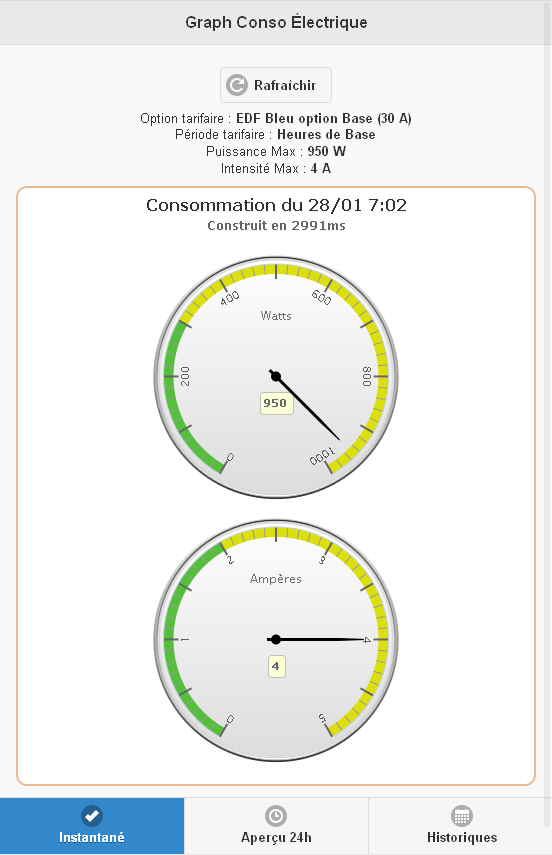 Graph Conso Électrique
Rafraîchir
Option tarifaire : EDF Bleu option Base (30 A)
Période tarifaire : Heures de Base
Puissance Max : 950 W
Intensité Max : 4 A
Consommation du 28/01 7:02
Construit en 2991ms
400
600
Watts
200
800
950
0
1000
2
3
Ampères
1
4
4
0
5
Instantané
Aperçu 24h
Historiques